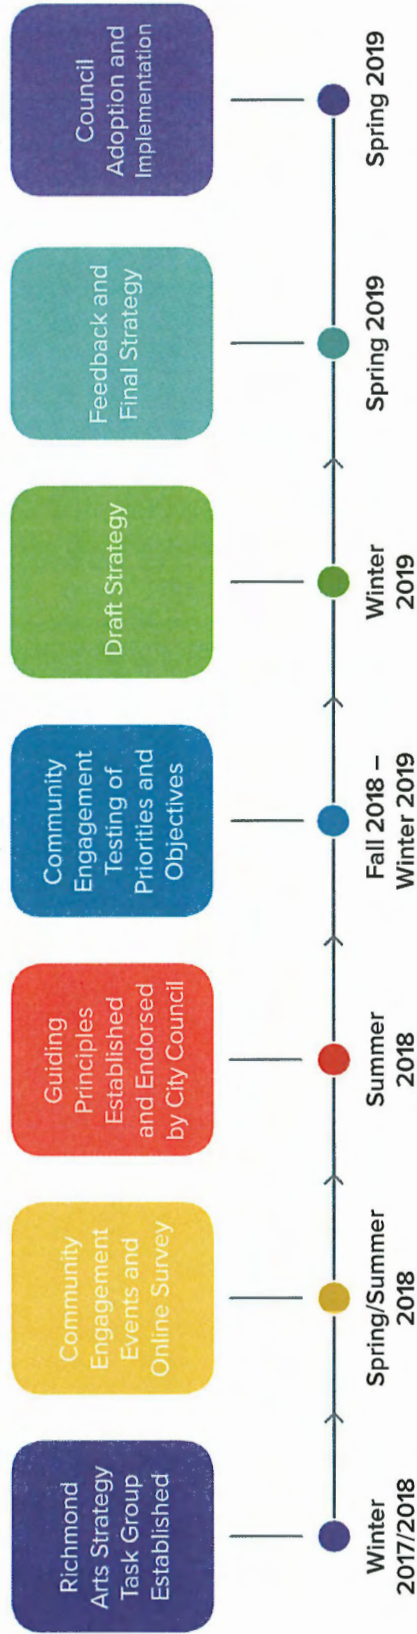 Richmond
Arts Strategy
Task Group
Established
Winter
2017/2018
Community
Engagement
Events and
Online Survey
Spring/Summer
2018
Guiding
Principles
Established
and Endorsed
by City Council
Summer
2018
Community
Engagement
Testing of
Priorities and
Objectives
Fall 2018 –
Winter 2019
Draft Strategy
Winter
2019
Feedback and
Final Strategy
Spring 2019
Council
Adoption and
Implementation
Spring 2019